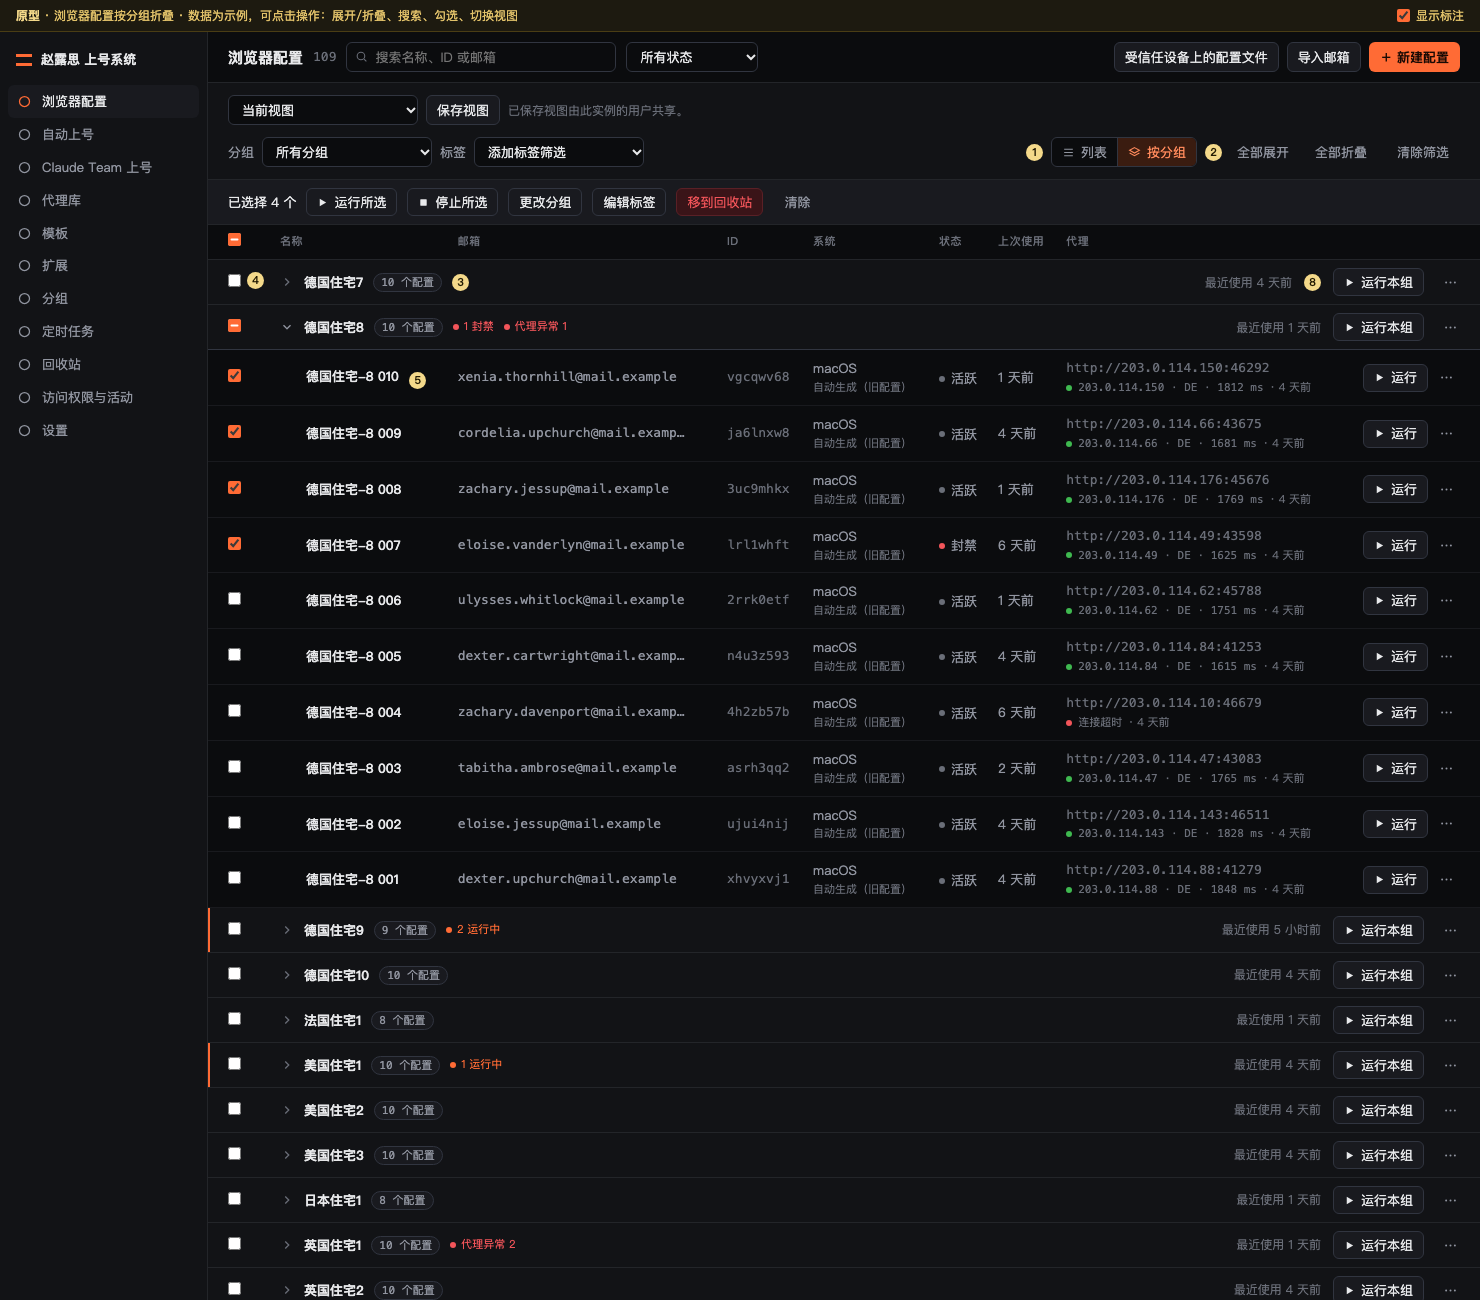 原型 · 浏览器配置按分组折叠 · 数据为示例，可点击操作：展开/折叠、搜索、勾选、切换视图
显示标注
赵露思 上号系统
浏览器配置
自动上号
Claude Team 上号
代理库
模板
扩展
分组
定时任务
回收站
访问权限与活动
设置
浏览器配置 109 搜索名称、ID 或邮箱 所有状态 受信任设备上的配置文件 导入邮箱 + 新建配置
当前视图 保存视图 已保存视图由此实例的用户共享。
分组 所有分组 标签 添加标签筛选 1 列表 按分组 2 全部展开 全部折叠 清除筛选
已选择 4 个 运行所选 停止所选 更改分组 编辑标签 移到回收站 清除
名称 邮箱 ID 系统 状态 上次使用 代理
4 德国住宅7 10 个配置 3 最近使用 4 天前 8 运行本组 ···
德国住宅8 10 个配置 1 封禁 代理异常 1 最近使用 1 天前 运行本组 ···
德国住宅-8 010 5 xenia.thornhill@mail.example vgcqwv68 macOS 活跃 1 天前 http://203.0.114.150:46292 运行 ···
自动生成（旧配置） 203.0.114.150 · DE · 1812 ms · 4 天前
德国住宅-8 009 cordelia.upchurch@mail.examp… ja6lnxw8 macOS 活跃 4 天前 http://203.0.114.66:43675 运行 ···
自动生成（旧配置） 203.0.114.66 · DE · 1681 ms · 4 天前
德国住宅-8 008 zachary.jessup@mail.example 3uc9mhkx macOS 活跃 1 天前 http://203.0.114.176:45676 运行 ···
自动生成（旧配置） 203.0.114.176 · DE · 1769 ms · 4 天前
德国住宅-8 007 eloise.vanderlyn@mail.example lrl1whft macOS 封禁 6 天前 http://203.0.114.49:43598 运行 ···
自动生成（旧配置） 203.0.114.49 · DE · 1625 ms · 4 天前
德国住宅-8 006 ulysses.whitlock@mail.example 2rrk0etf macOS 活跃 1 天前 http://203.0.114.62:45788 运行 ···
自动生成（旧配置） 203.0.114.62 · DE · 1751 ms · 4 天前
德国住宅-8 005 dexter.cartwright@mail.examp… n4u3z593 macOS 活跃 4 天前 http://203.0.114.84:41253 运行 ···
自动生成（旧配置） 203.0.114.84 · DE · 1615 ms · 4 天前
德国住宅-8 004 zachary.davenport@mail.examp… 4h2zb57b macOS 活跃 6 天前 http://203.0.114.10:46679 运行 ···
自动生成（旧配置） 连接超时 · 4 天前
德国住宅-8 003 tabitha.ambrose@mail.example asrh3qq2 macOS 活跃 2 天前 http://203.0.114.47:43083 运行 ···
自动生成（旧配置） 203.0.114.47 · DE · 1765 ms · 4 天前
德国住宅-8 002 eloise.jessup@mail.example ujui4nij macOS 活跃 4 天前 http://203.0.114.143:46511 运行 ···
自动生成（旧配置） 203.0.114.143 · DE · 1828 ms · 4 天前
德国住宅-8 001 dexter.upchurch@mail.example xhvyxvj1 macOS 活跃 4 天前 http://203.0.114.88:41279 运行 ···
自动生成（旧配置） 203.0.114.88 · DE · 1848 ms · 4 天前
德国住宅9 9 个配置 2 运行中 最近使用 5 小时前 运行本组 ···
德国住宅10 10 个配置 最近使用 4 天前 运行本组 ···
法国住宅1 8 个配置 最近使用 1 天前 运行本组 ···
美国住宅1 10 个配置 1 运行中 最近使用 4 天前 运行本组 ···
美国住宅2 10 个配置 最近使用 4 天前 运行本组 ···
美国住宅3 10 个配置 最近使用 4 天前 运行本组 ···
日本住宅1 8 个配置 最近使用 1 天前 运行本组 ···
英国住宅1 10 个配置 代理异常 2 最近使用 1 天前 运行本组 ···
英国住宅2 10 个配置 最近使用 4 天前 运行本组 ···